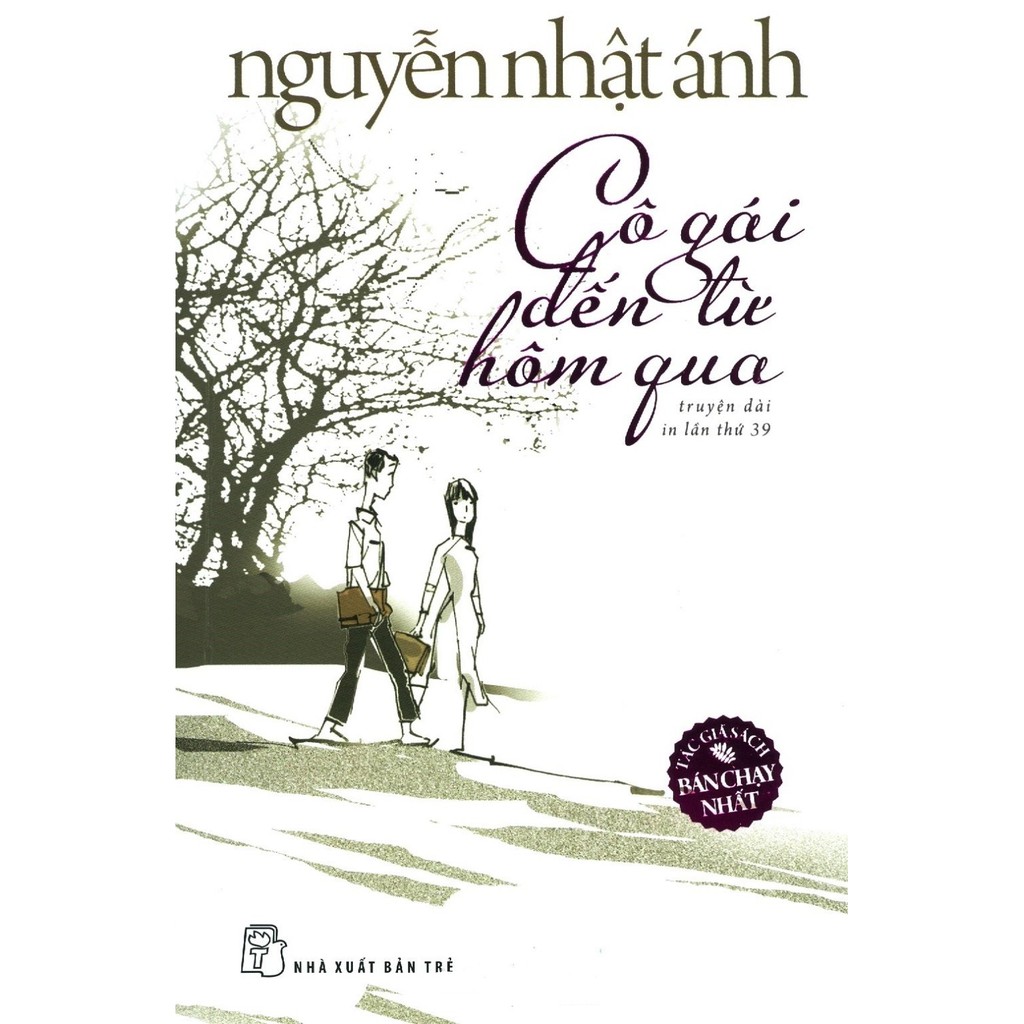 nguyễn nhật ánh
Cô gái
đến từ
hôm qua
truyện dài
in lần thứ 39
TÁC GIẢ SÁCH
BÁN CHẠY
NHẤT
T
NHÀ XUẤT BẢN TRẺ